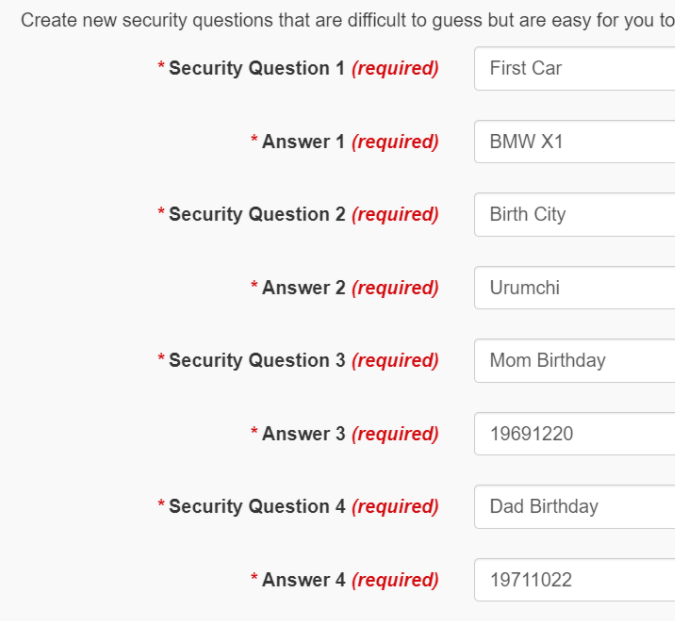 Create new security questions that are difficult to guess but are easy for you to
* Security Question 1 (required) First Car
* Answer 1 (required) BMW X1
* Security Question 2 (required) Birth City
* Answer 2 (required) Urumchi
* Security Question 3 (required) Mom Birthday
* Answer 3 (required) 19691220
* Security Question 4 (required) Dad Birthday
* Answer 4 (required) 19711022